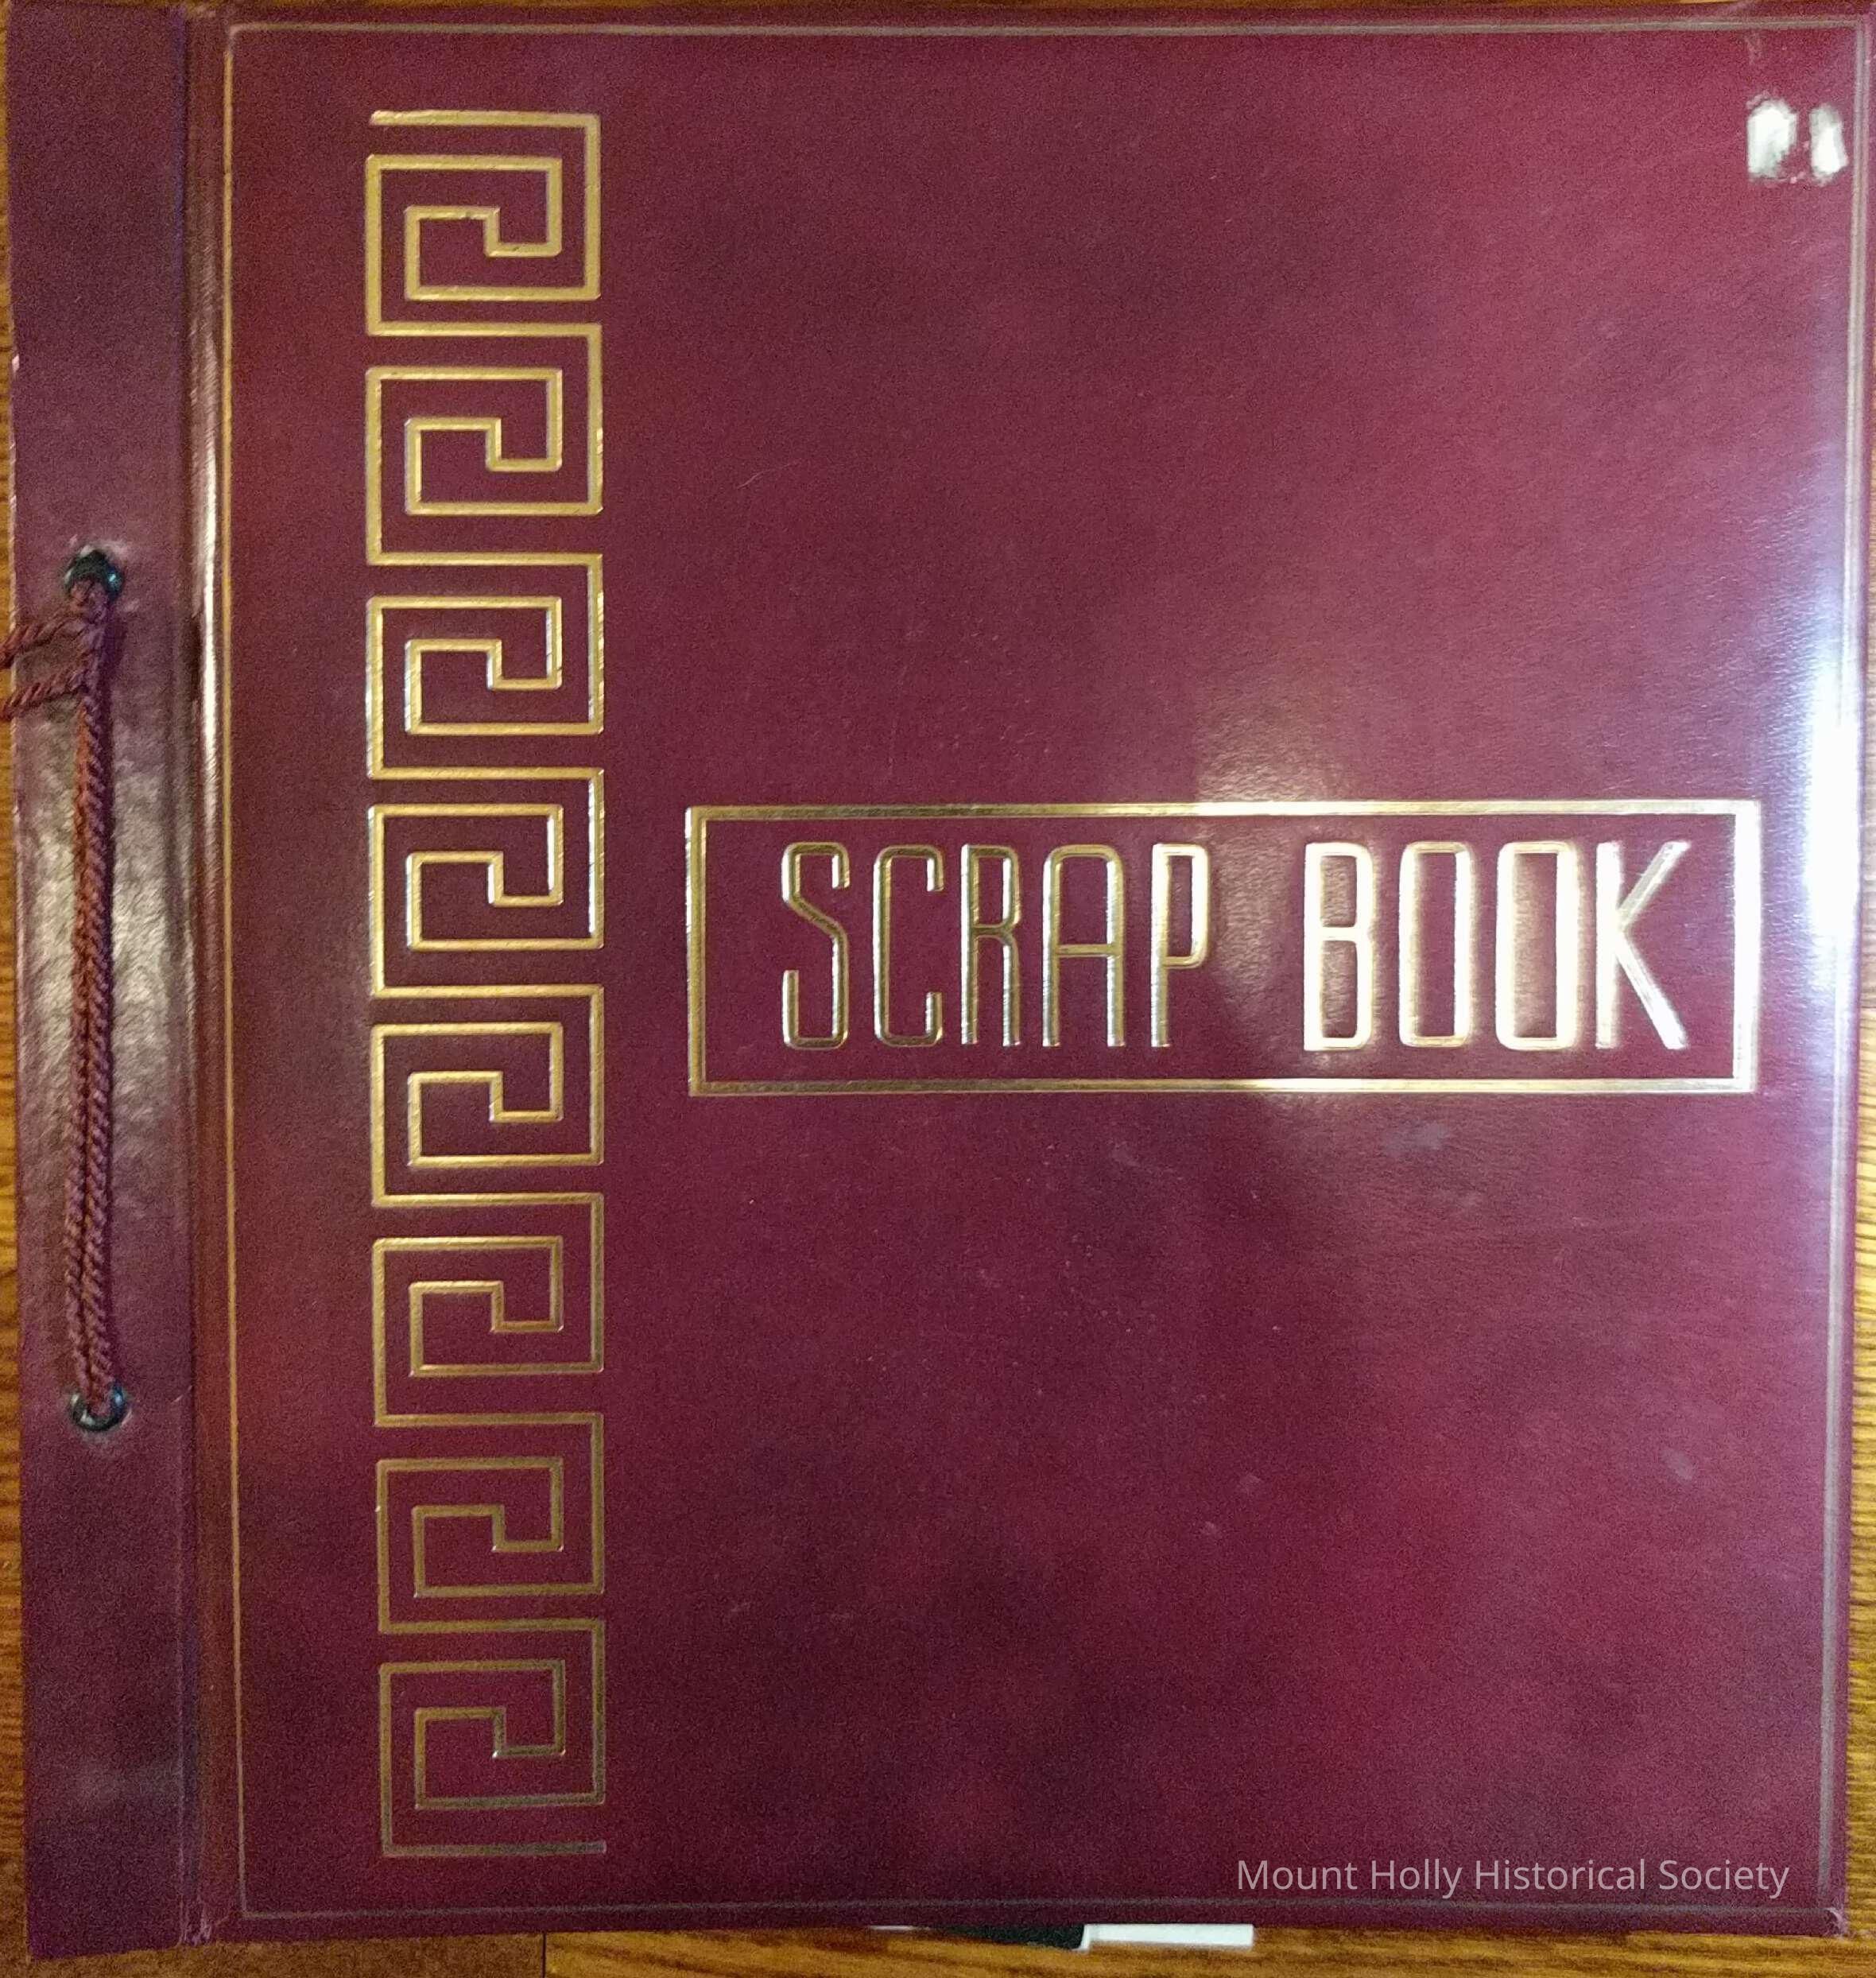 SCRAP BOOK
Mount Holly Historical Society